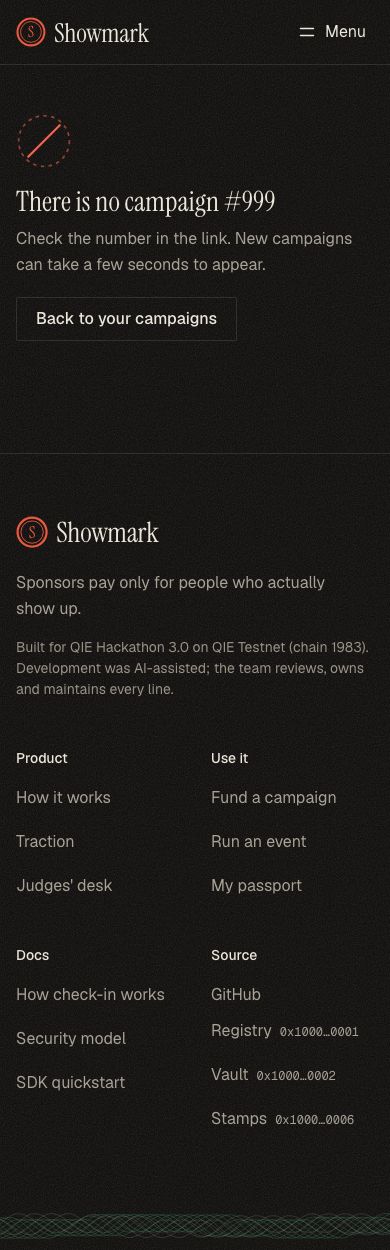 S Showmark
Menu
There is no campaign #999
Check the number in the link. New campaigns
can take a few seconds to appear.
Back to your campaigns
S Showmark
Sponsors pay only for people who actually
show up.
Built for QIE Hackathon 3.0 on QIE Testnet (chain 1983).
Development was AI-assisted; the team reviews, owns
and maintains every line.
Product
How it works
Traction
Judges' desk
Use it
Fund a campaign
Run an event
My passport
Docs
How check-in works
Security model
SDK quickstart
Source
GitHub
Registry 0x1000…0001
Vault 0x1000…0002
Stamps 0x1000…0006